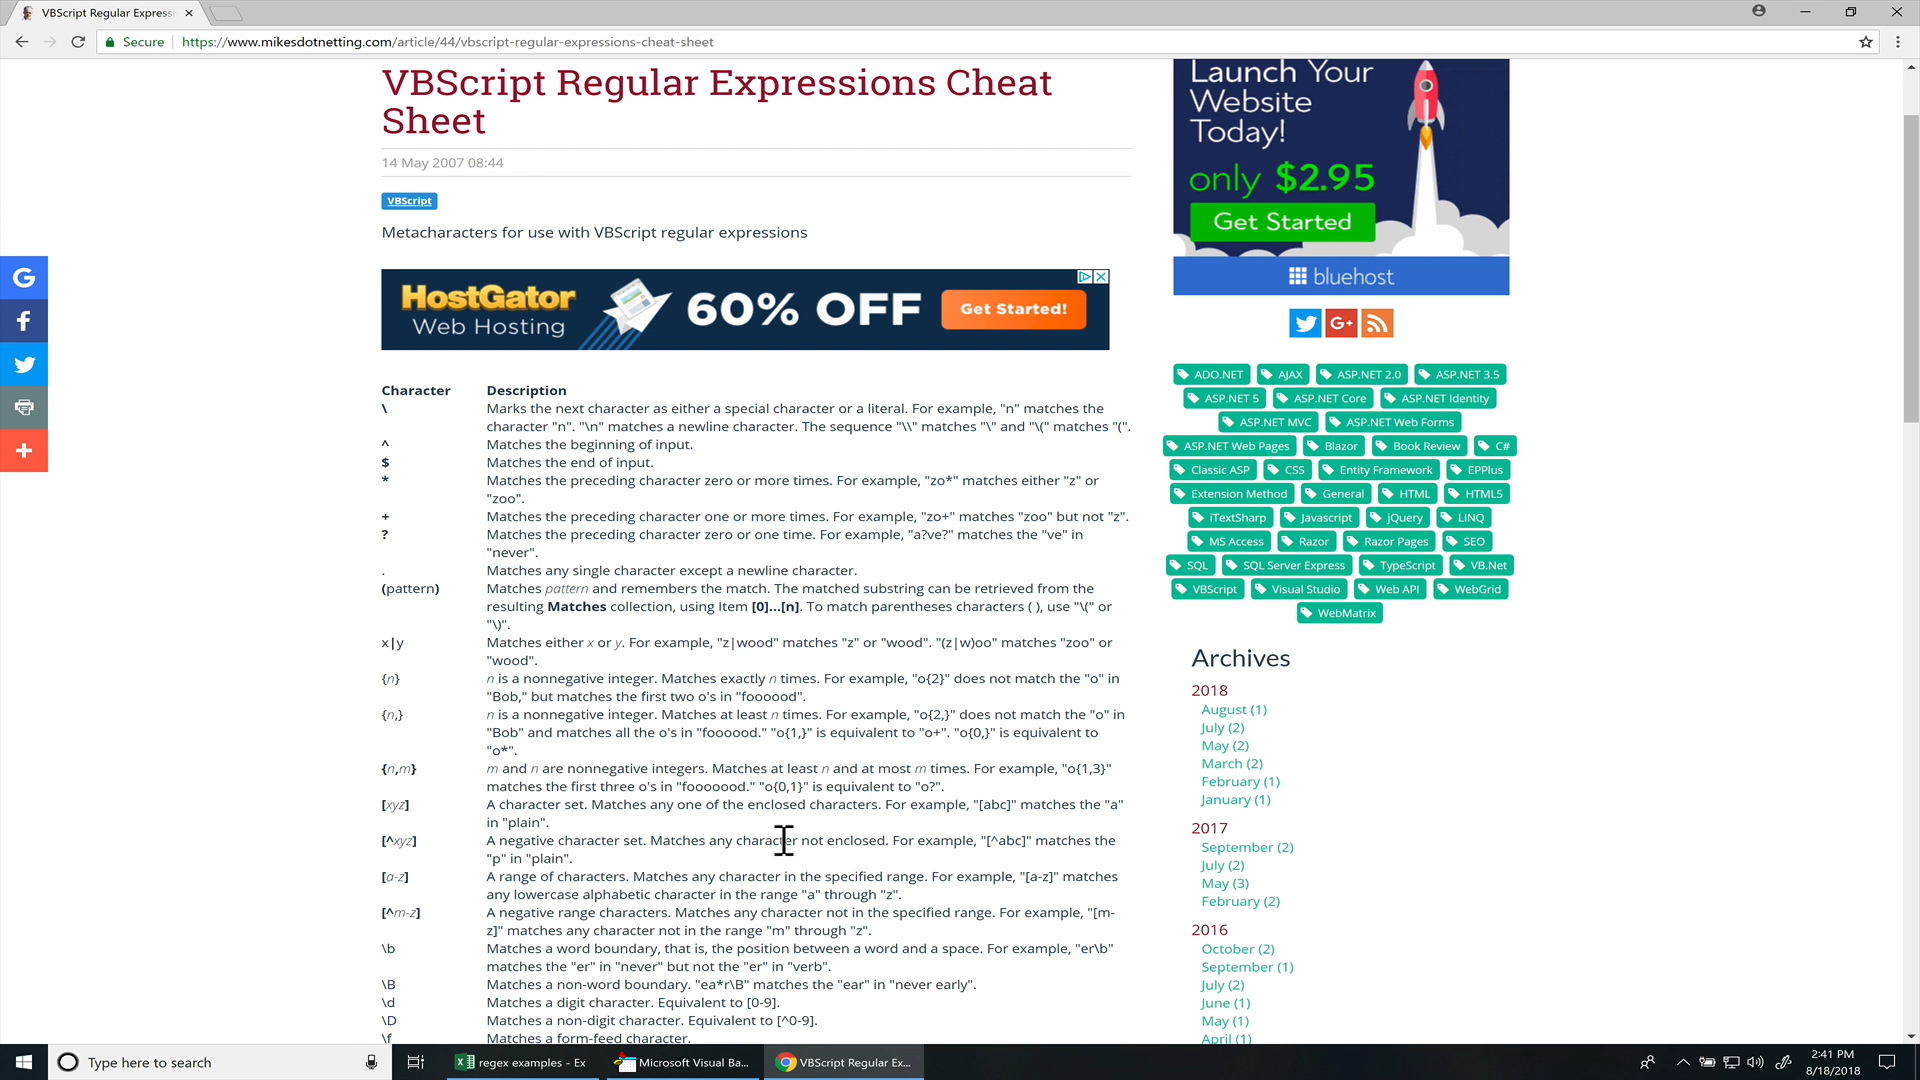 VBScript Regular Expressi
Secure
https://www.mikesdotnetting.com/article/44/vbscript-regular-expressions-cheat-sheet
VBScript Regular Expressions Cheat
Sheet
14 May 2007 08:44
VBScript
Metacharacters for use with VBScript regular expressions
HostGator
Web Hosting
60% OFF
Get Started!
Character Description
\ Marks the next character as either a special character or a literal. For example, "n" matches the
character "n". "\n" matches a newline character. The sequence "\\" matches "\" and "\(" matches "(".
^ Matches the beginning of input.
$ Matches the end of input.
* Matches the preceding character zero or more times. For example, "zo*" matches either "z" or
"zoo".
+ Matches the preceding character one or more times. For example, "zo+" matches "zoo" but not "z".
? Matches the preceding character zero or one time. For example, "a?ve?" matches the "ve" in
"never".
. Matches any single character except a newline character.
(pattern) Matches pattern and remembers the match. The matched substring can be retrieved from the
resulting Matches collection, using Item [0]...[n]. To match parentheses characters ( ), use "\(" or
"\)".
x|y Matches either x or y. For example, "z|wood" matches "z" or "wood". "(z|w)oo" matches "zoo" or
"wood".
{n} n is a nonnegative integer. Matches exactly n times. For example, "o{2}" does not match the "o" in
"Bob," but matches the first two o's in "foooood".
{n,} n is a nonnegative integer. Matches at least n times. For example, "o{2,}" does not match the "o" in
"Bob" and matches all the o's in "foooood." "o{1,}" is equivalent to "o+". "o{0,}" is equivalent to
"o*".
{n,m} m and n are nonnegative integers. Matches at least n and at most m times. For example, "o{1,3}"
matches the first three o's in "fooooood." "o{0,1}" is equivalent to "o?".
[xyz] A character set. Matches any one of the enclosed characters. For example, "[abc]" matches the "a"
in "plain".
[^xyz] A negative character set. Matches any character not enclosed. For example, "[^abc]" matches the
"p" in "plain".
[a-z] A range of characters. Matches any character in the specified range. For example, "[a-z]" matches
any lowercase alphabetic character in the range "a" through "z".
[^m-z] A negative range characters. Matches any character not in the specified range. For example, "[m-
z]" matches any character not in the range "m" through "z".
\b Matches a word boundary, that is, the position between a word and a space. For example, "er\b"
matches the "er" in "never" but not the "er" in "verb".
\B Matches a non-word boundary. "ea*r\B" matches the "ear" in "never early".
\d Matches a digit character. Equivalent to [0-9].
\D Matches a non-digit character. Equivalent to [^0-9].
\f Matches a form-feed character.
Launch Your
Website
Today!
only $2.95
Get Started
bluehost
G+
ADO.NET AJAX ASP.NET 2.0 ASP.NET 3.5
ASP.NET 5 ASP.NET Core ASP.NET Identity
ASP.NET MVC ASP.NET Web Forms
ASP.NET Web Pages Blazor Book Review C#
Classic ASP CSS Entity Framework EPPlus
Extension Method General HTML HTML5
iTextSharp Javascript jQuery LINQ
MS Access Razor Razor Pages SEO
SQL SQL Server Express TypeScript VB.Net
VBScript Visual Studio Web API WebGrid
WebMatrix
Archives
2018
August (1)
July (2)
May (2)
March (2)
February (1)
January (1)
2017
September (2)
July (2)
May (3)
February (2)
2016
October (2)
September (1)
July (2)
June (1)
May (1)
April (1)
Type here to search
regex examples - Ex
Microsoft Visual Ba...
VBScript Regular Ex...
2:41 PM
8/18/2018